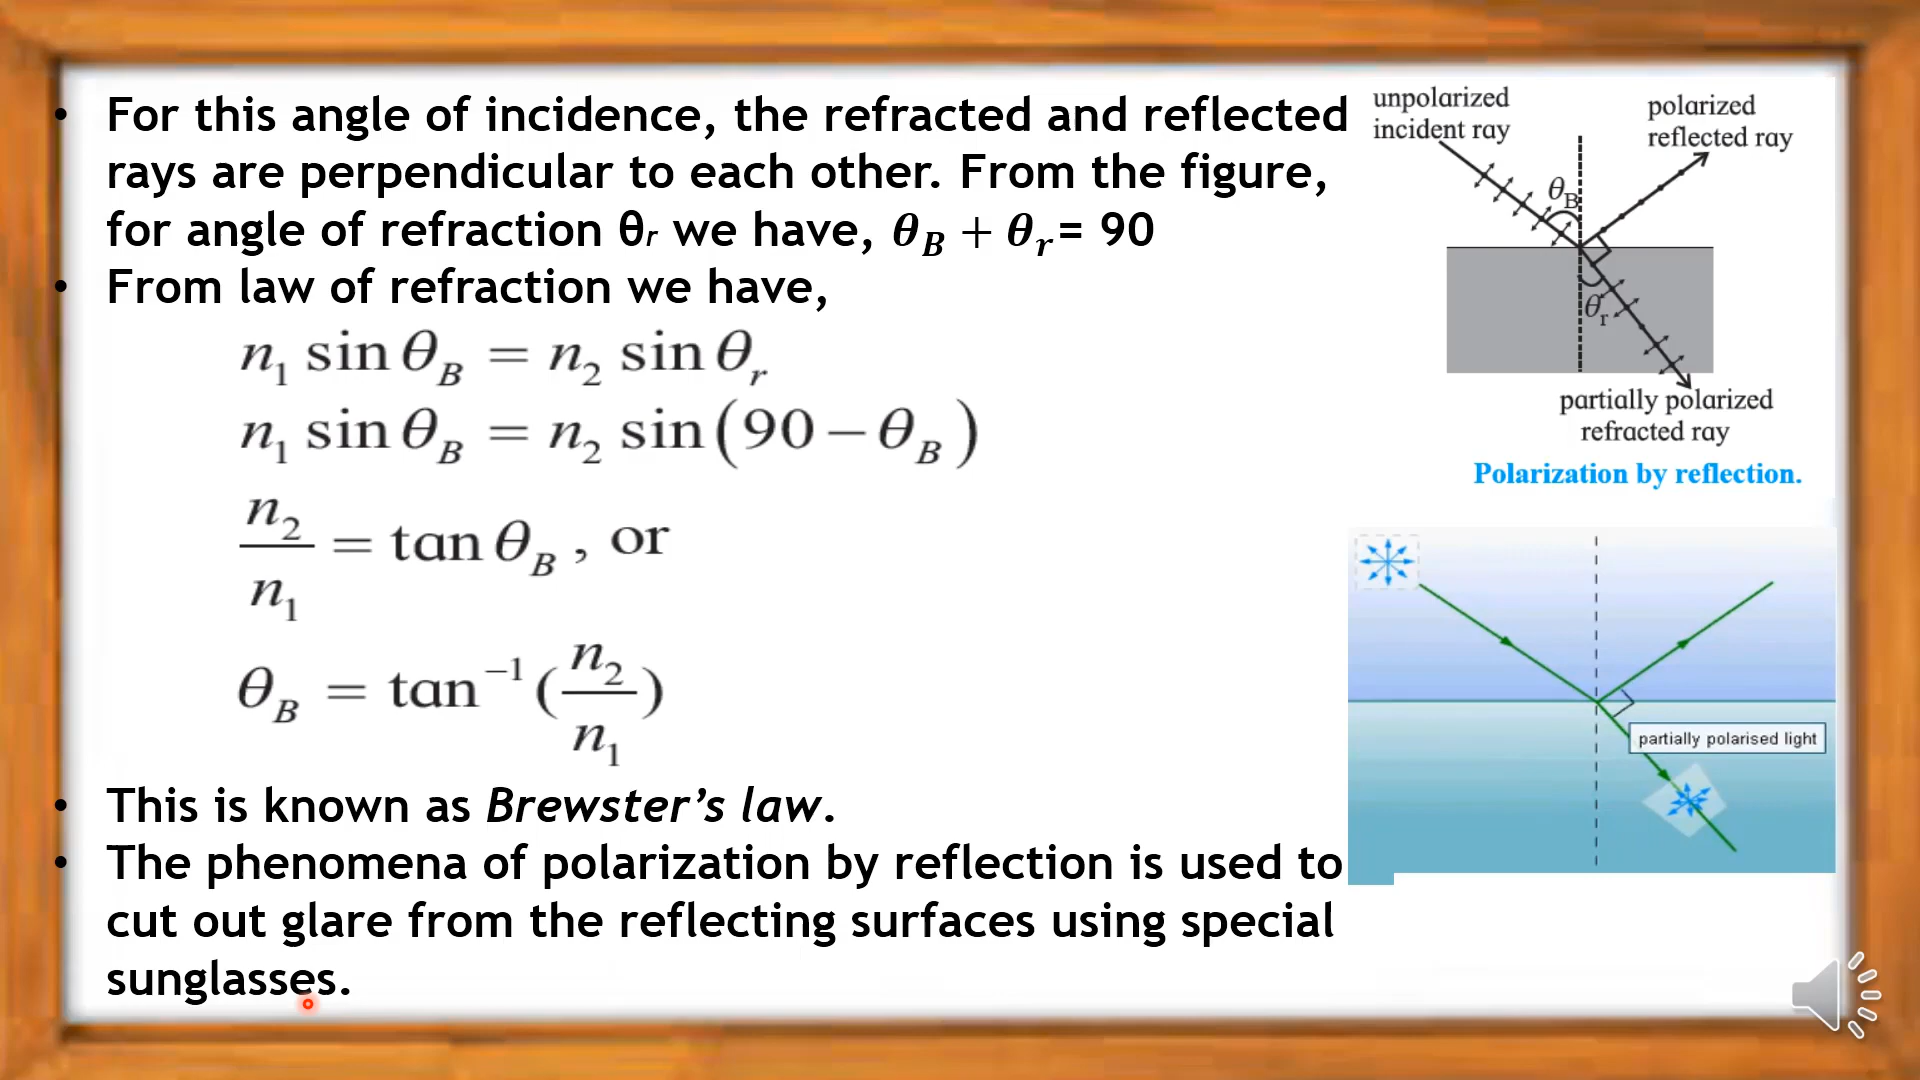 • For this angle of incidence, the refracted and reflected
rays are perpendicular to each other. From the figure,
for angle of refraction θr we have, θ_B + θ_r = 90
• From law of refraction we have,
n₁ sin θ_B = n₂ sin θ_r
n₁ sin θ_B = n₂ sin (90 − θ_B)
n₂/n₁ = tan θ_B , or
θ_B = tan⁻¹ (n₂/n₁)
• This is known as Brewster’s law.
• The phenomena of polarization by reflection is used to
cut out glare from the reflecting surfaces using special
sunglasses.
unpolarized
incident ray
polarized
reflected ray
θ_B
θ_r
partially polarized
refracted ray
Polarization by reflection.
partially polarised light